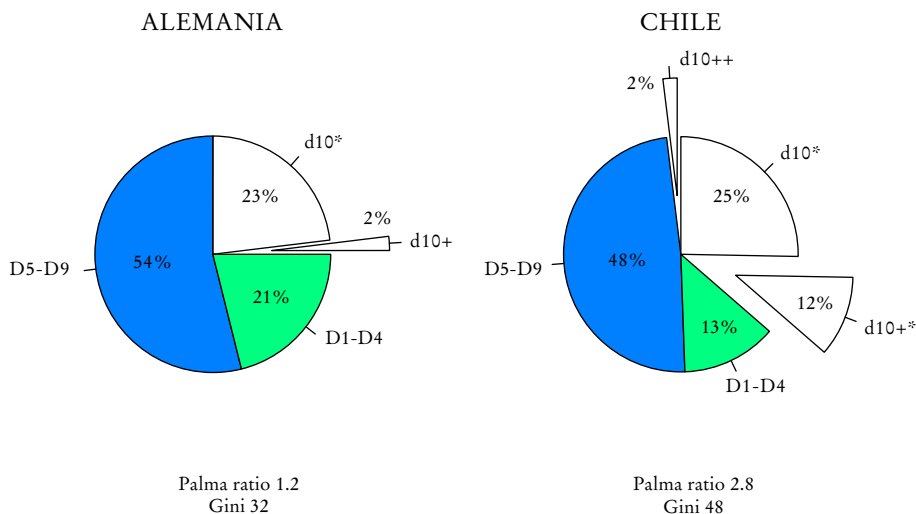 ALEMANIA
d10*
23%
2%
d10+
D5-D9
54%
21%
D1-D4
Palma ratio 1.2
Gini 32
CHILE
d10++
2%
d10*
25%
D5-D9
48%
12%
d10+*
13%
D1-D4
Palma ratio 2.8
Gini 48